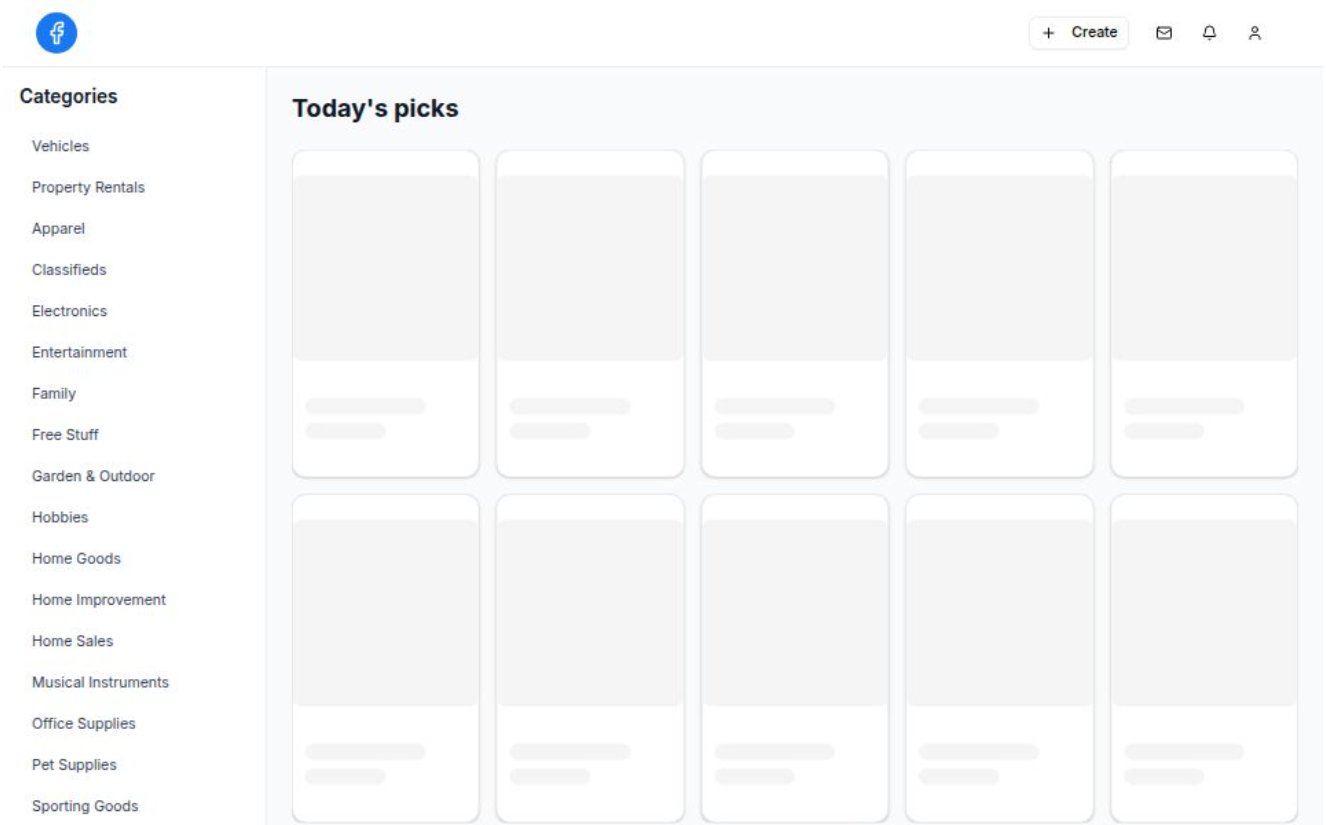 Create
Categories
Today's picks
Vehicles
Property Rentals
Apparel
Classifieds
Electronics
Entertainment
Family
Free Stuff
Garden & Outdoor
Hobbies
Home Goods
Home Improvement
Home Sales
Musical Instruments
Office Supplies
Pet Supplies
Sporting Goods